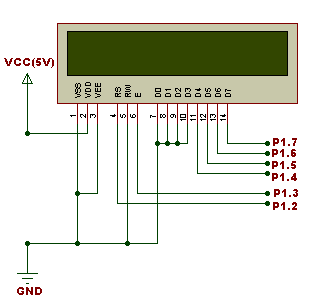 VCC(5V)
VSS VDD VEE RS RW E D0 D1 D2 D3 D4 D5 D6 D7
1 2 3 4 5 6 7 8 9 10 11 12 13 14
P1.7
P1.6
P1.5
P1.4
P1.3
P1.2
GND